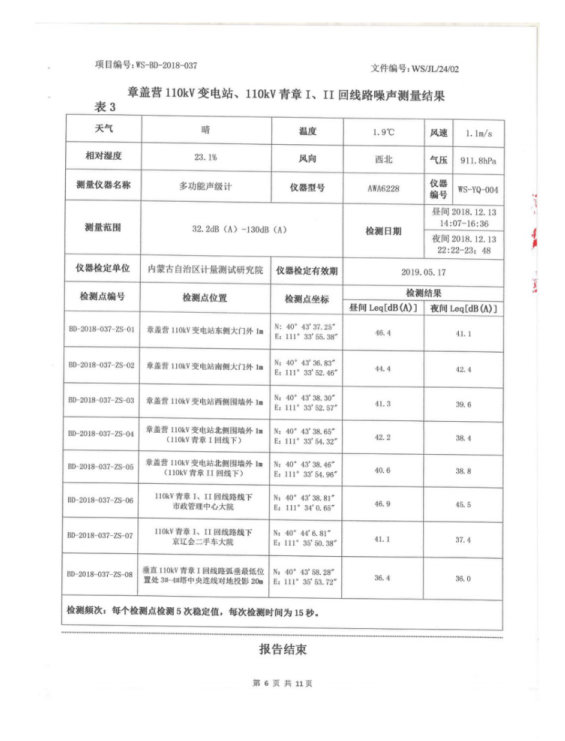 项目编号:WS-BD-2018-037
文件编号:WS/JL/24/02
章盖营 110kV 变电站、110kV 青章 I、II 回线路噪声测量结果
表 3
天气 晴 温度 1.9℃ 风速 1.1m/s
相对湿度 23.1% 风向 西北 气压 911.8hPa
测量仪器名称 多功能声级计 仪器型号 AWA6228 仪器编号 WS-YQ-004
测量范围 32.2dB（A）-130dB（A） 检测日期 昼间 2018.12.13
14:07-16:36
夜间 2018.12.13
22:22-23：48
仪器检定单位 内蒙古自治区计量测试研究院 仪器检定有效期 2019.05.17
检测点编号 检测点位置 检测点坐标 检测结果
昼间 Leq[dB(A)] 夜间 Leq[dB(A)]
BD-2018-037-ZS-01 章盖营 110kV 变电站东侧大门外 1m N: 40° 43′37.25″
E: 111° 33′55.38″ 46.4 41.1
BD-2018-037-ZS-02 章盖营 110kV 变电站南侧大门外 1m N: 40° 43′36.83″
E: 111° 33′52.46″ 44.4 42.4
BD-2018-037-ZS-03 章盖营 110kV 变电站西侧围墙外 1m N: 40° 43′38.30″
E: 111° 33′52.57″ 41.3 39.6
BD-2018-037-ZS-04 章盖营 110kV 变电站北侧围墙外 1m
（110kV 青章 I 回线下） N: 40° 43′38.65″
E: 111° 33′54.32″ 42.2 38.4
BD-2018-037-ZS-05 章盖营 110kV 变电站北侧围墙外 1m
（110kV 青章 II 回线下） N: 40° 43′38.46″
E: 111° 33′54.96″ 40.6 38.8
BD-2018-037-ZS-06 110kV 青章 I、II 回线路线下
市政管理中心大院 N: 40° 43′38.81″
E: 111° 34′0.65″ 46.9 45.5
BD-2018-037-ZS-07 110kV 青章 I、II 回线路线下
京辽会二手车大院 N: 40° 44′6.81″
E: 111° 35′50.38″ 41.1 37.4
BD-2018-037-ZS-08 垂直 110kV 青章 I 回线路弧垂最低位
置处 3#-4#塔中央连线对地投影 20m N: 40° 43′58.28″
E: 111° 35′53.72″ 36.4 36.0
检测频次：每个检测点检测 5 次稳定值，每次检测时间为 15 秒。
报告结束
第 6 页 共 11 页